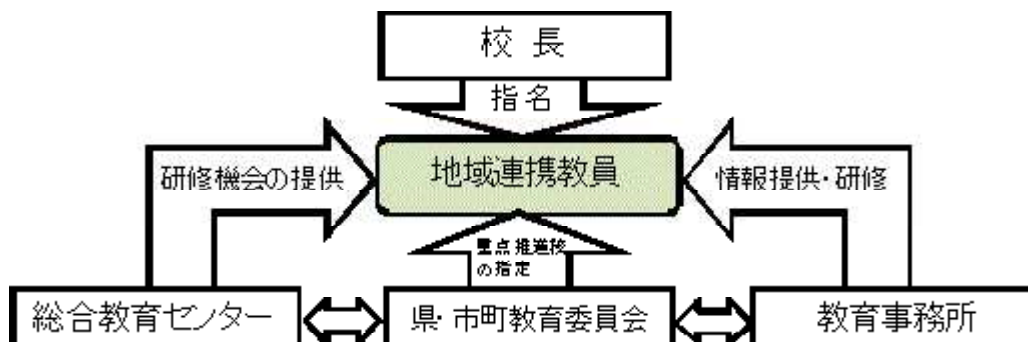 校長
指名
地域連携教員
研修機会の提供
情報提供・研修
重点推進校
の指定
総合教育センター
県・市町教育委員会
教育事務所